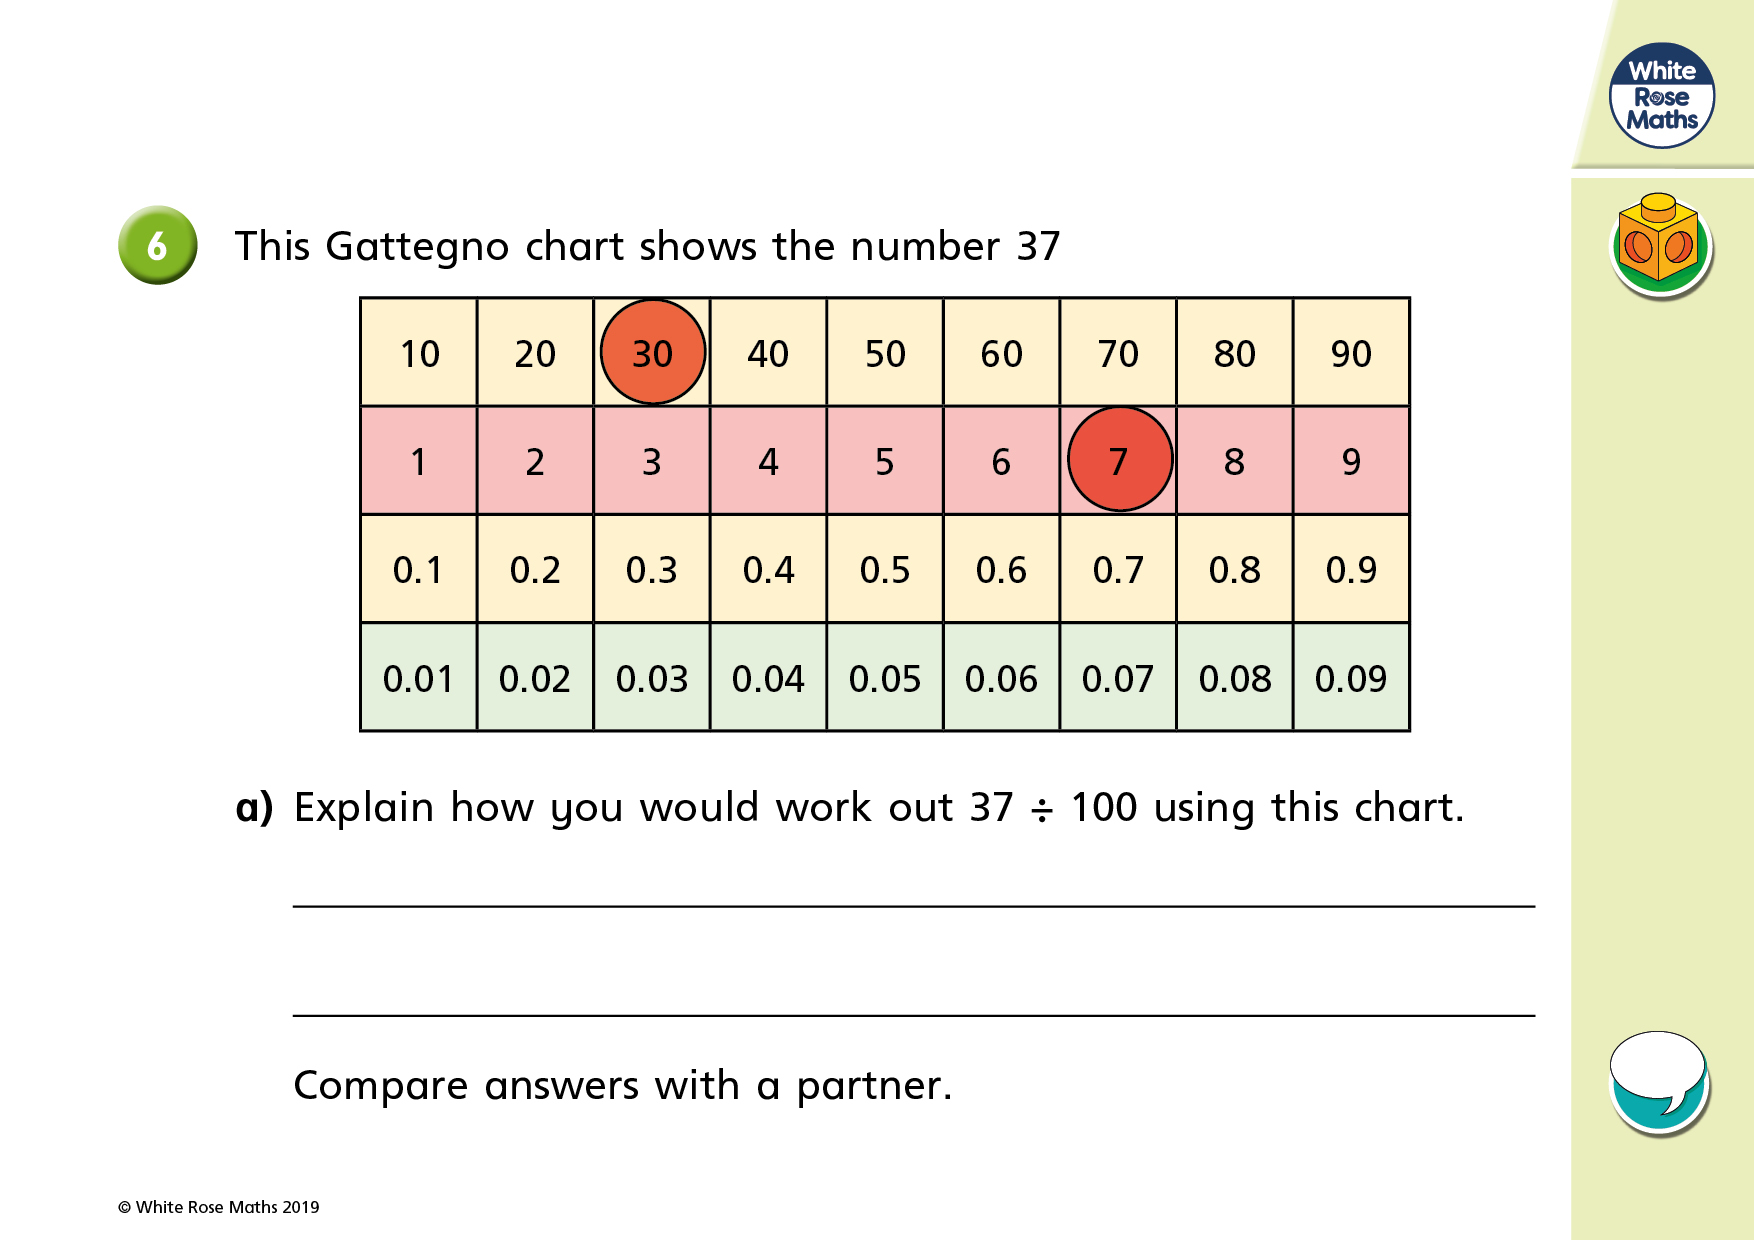 White
Rose
Maths
6 This Gattegno chart shows the number 37
10 20 30 40 50 60 70 80 90
1 2 3 4 5 6 7 8 9
0.1 0.2 0.3 0.4 0.5 0.6 0.7 0.8 0.9
0.01 0.02 0.03 0.04 0.05 0.06 0.07 0.08 0.09
a) Explain how you would work out 37 ÷ 100 using this chart.
Compare answers with a partner.
© White Rose Maths 2019